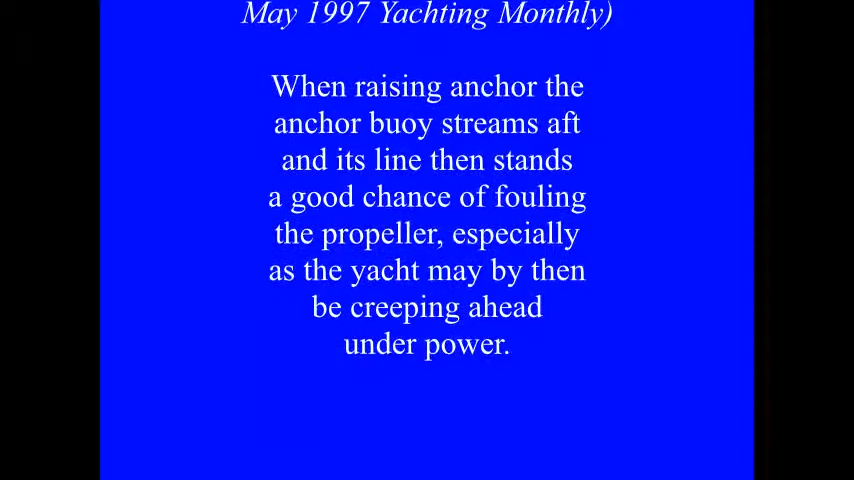 May 1997 Yachting Monthly)
When raising anchor the
anchor buoy streams aft
and its line then stands
a good chance of fouling
the propeller, especially
as the yacht may by then
be creeping ahead
under power.